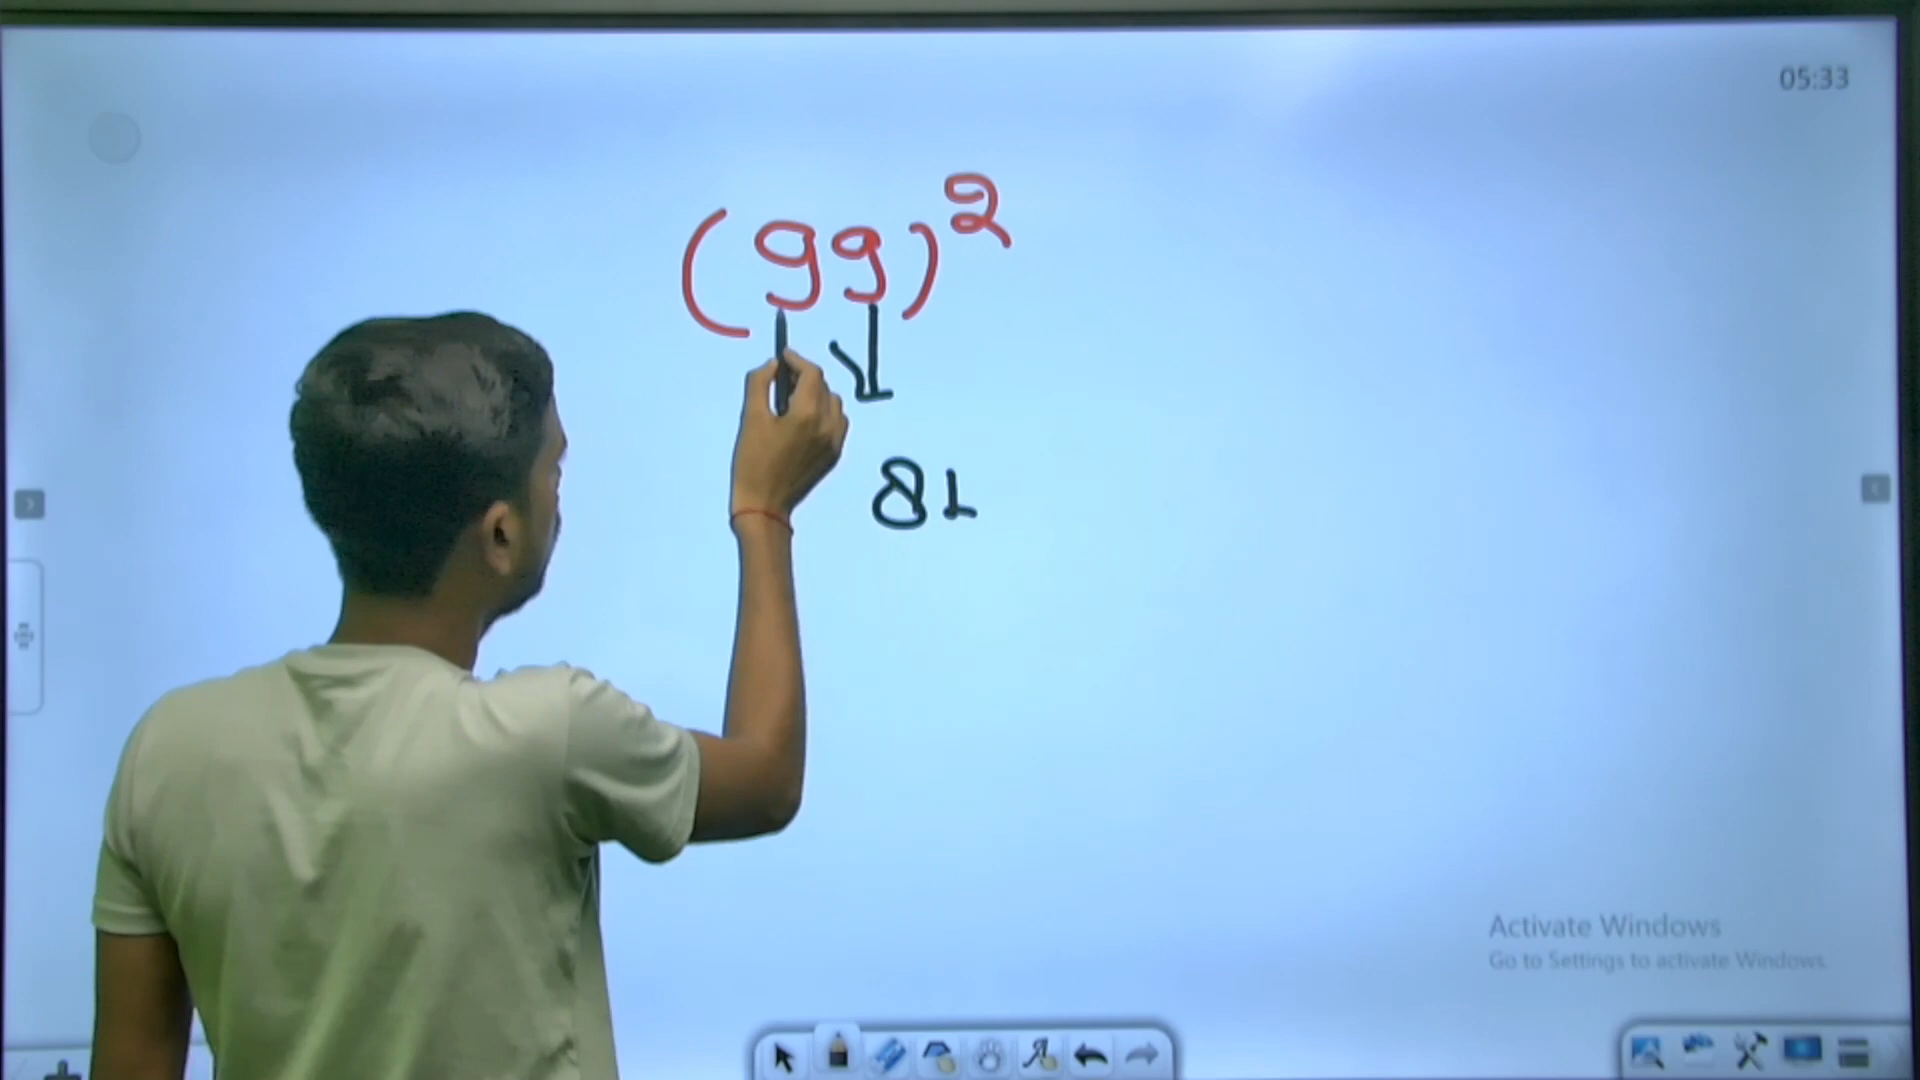 05:33
(99)²
81
Activate Windows
Go to Settings to activate Windows.